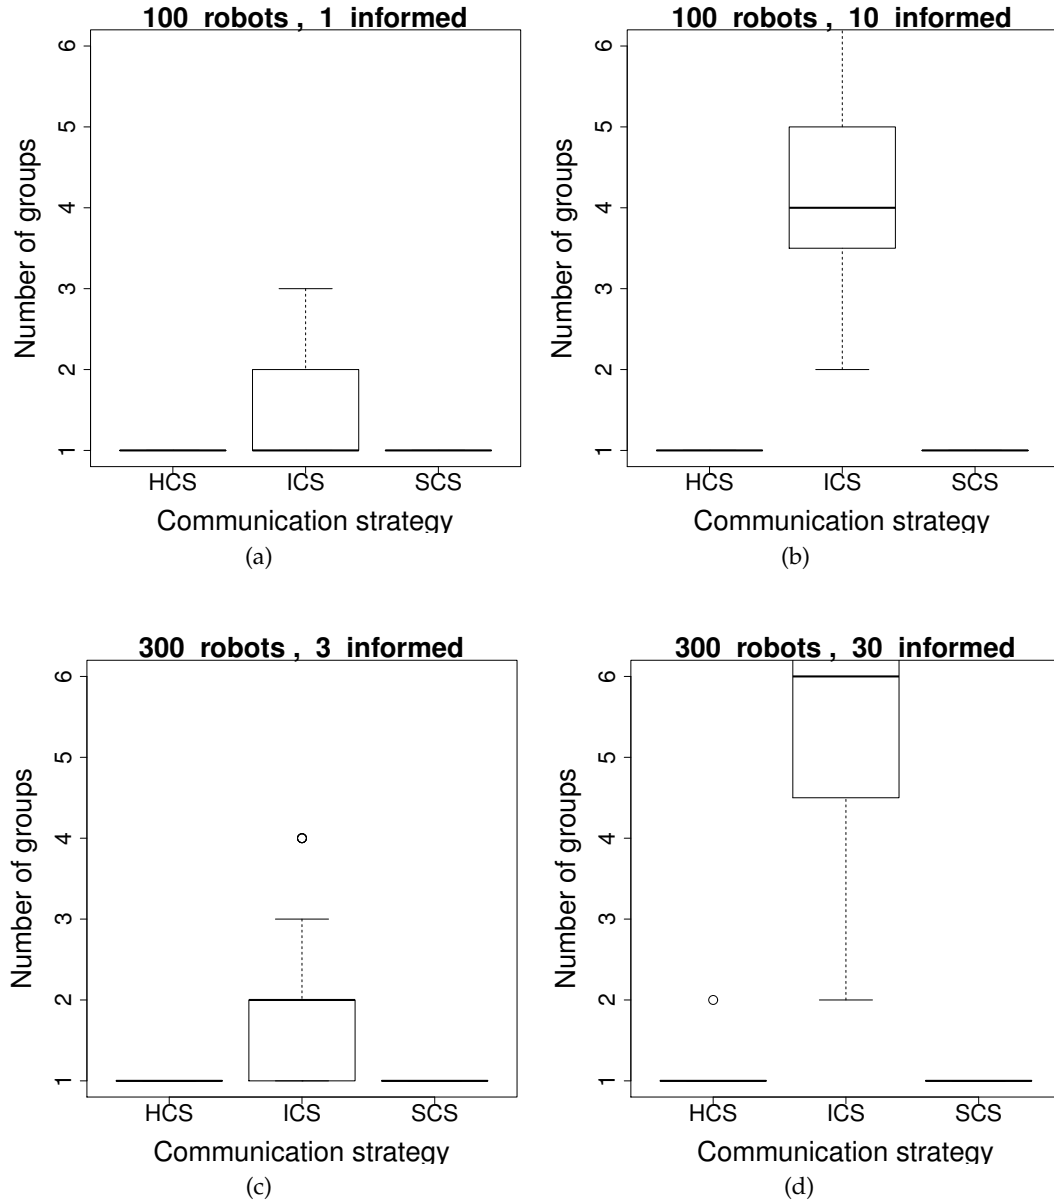 100 robots , 1 informed
6
5
4
3
2
1
Number of groups
HCS ICS SCS
Communication strategy
(a)
100 robots , 10 informed
6
5
4
3
2
1
Number of groups
HCS ICS SCS
Communication strategy
(b)
300 robots , 3 informed
6
5
4
3
2
1
Number of groups
HCS ICS SCS
Communication strategy
(c)
300 robots , 30 informed
6
5
4
3
2
1
Number of groups
HCS ICS SCS
Communication strategy
(d)